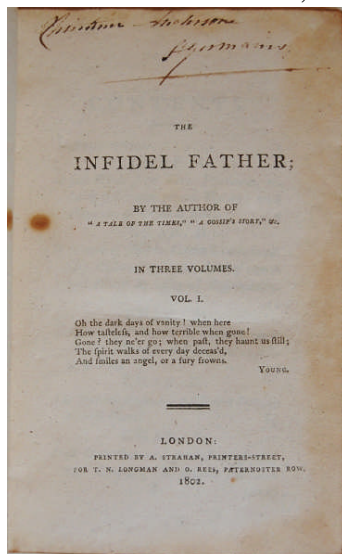 THE
INFIDEL FATHER;
BY THE AUTHOR OF
"A TALE OF THE TIMES," "A GOSSIP'S STORY," &c.
IN THREE VOLUMES.
VOL. I.
Oh the dark days of vanity! when here
How taſteleſs, and how terrible when gone!
Gone? they ne'er go; when paſt, they haunt us ſtill;
The ſpirit walks of every day deceas'd,
And ſmiles an angel, or a fury frowns.
YOUNG.
LONDON:
PRINTED BY A. STRAHAN, PRINTERS-STREET,
FOR T. N. LONGMAN AND O. REES, PATERNOSTER ROW.
1802.